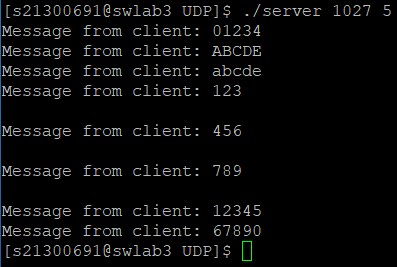 [s21300691@swlab3 UDP]$ ./server 1027 5
Message from client: 01234
Message from client: ABCDE
Message from client: abcde
Message from client: 123
Message from client: 456
Message from client: 789
Message from client: 12345
Message from client: 67890
[s21300691@swlab3 UDP]$